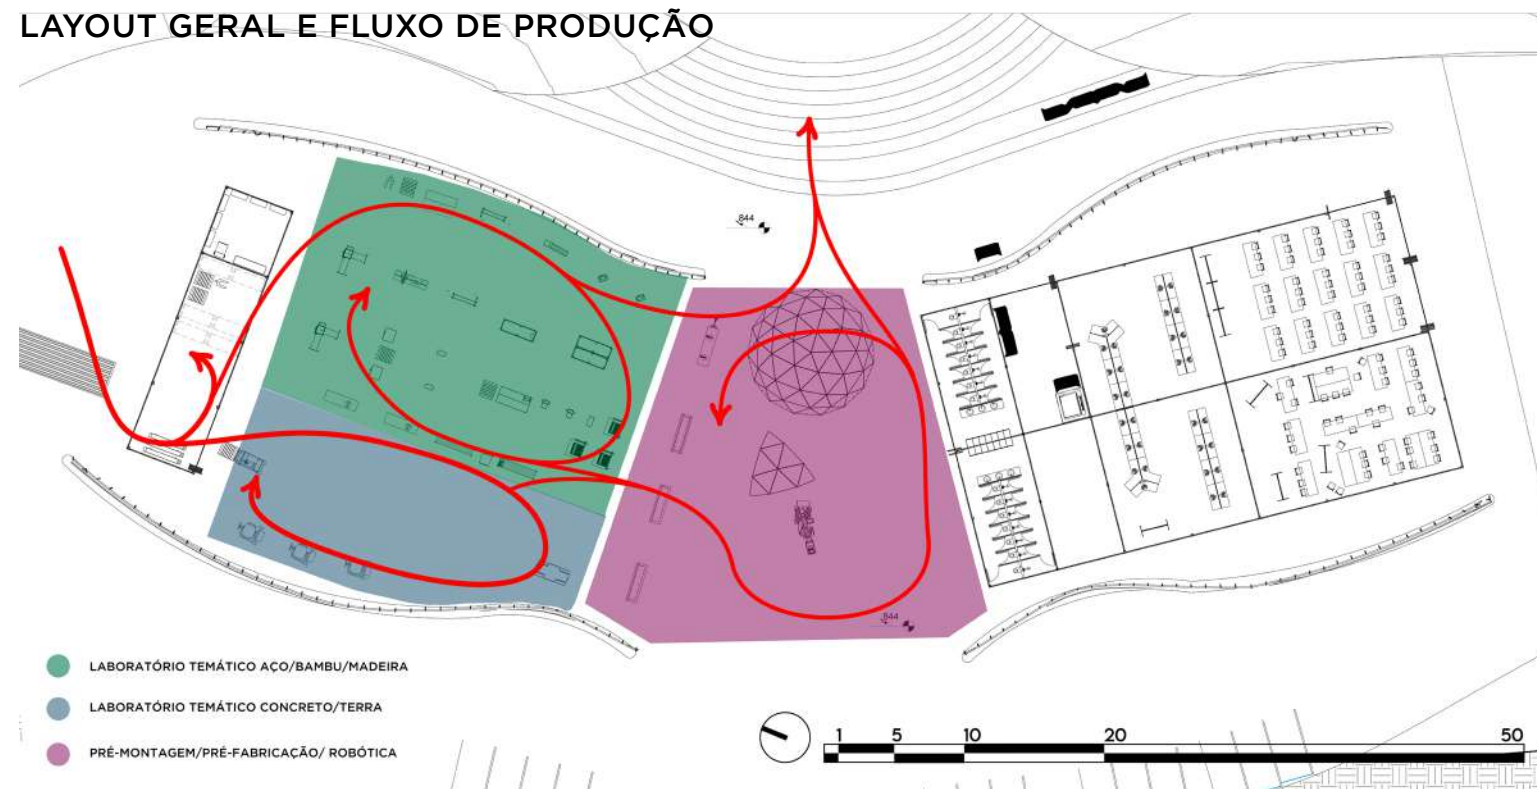 LAYOUT GERAL E FLUXO DE PRODUÇÃO
844
844
LABORATÓRIO TEMÁTICO AÇO/BAMBU/MADEIRA
LABORATÓRIO TEMÁTICO CONCRETO/TERRA
PRÉ-MONTAGEM/PRÉ-FABRICAÇÃO/ ROBÓTICA
1 5 10 20 50